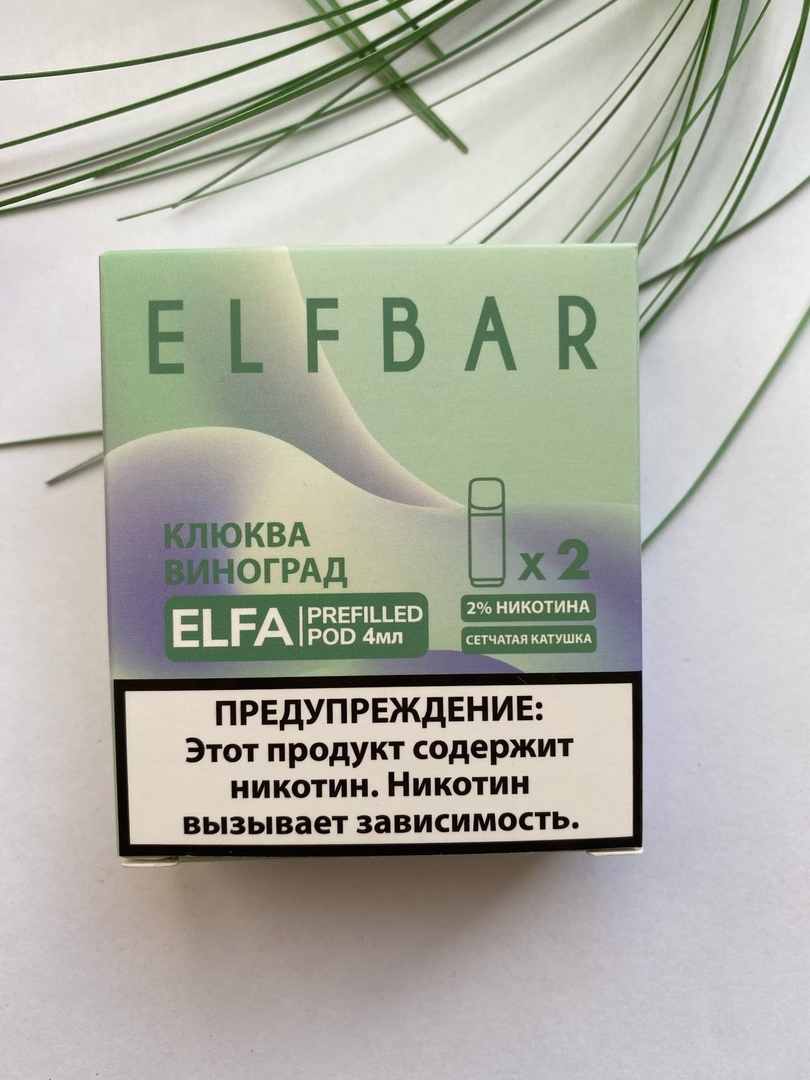 ELFBAR
КЛЮКВА
ВИНОГРАД
x 2
ELFA PREFILLED
POD 4мл
2% НИКОТИНА
СЕТЧАТАЯ КАТУШКА
ПРЕДУПРЕЖДЕНИЕ:
Этот продукт содержит
никотин. Никотин
вызывает зависимость.